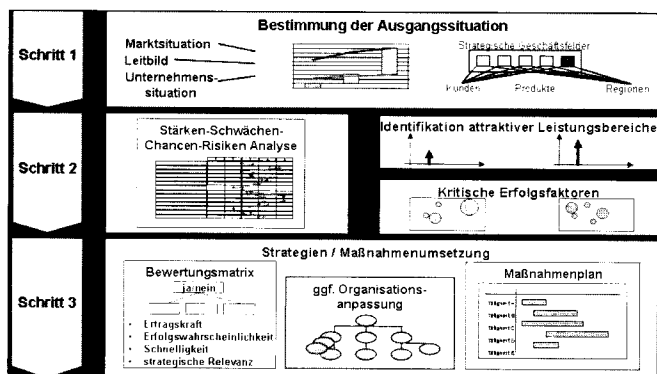 Bestimmung der Ausgangssituation
Schritt 1
Marktsituation
Leitbild
Unternehmens-
situation
Strategische Geschäftsfelder
Kunden
Produkte
Regionen
Schritt 2
Stärken-Schwächen-
Chancen-Risiken Analyse
Identifikation attraktiver Leistungsbereiche
Kritische Erfolgsfaktoren
Schritt 3
Strategien / Maßnahmenumsetzung
Bewertungsmatrix
ja/nein
• Ertragskraft
• Erfolgswahrscheinlichkeit
• Schnelligkeit
• strategische Relevanz
ggf. Organisations-
anpassung
Maßnahmenplan